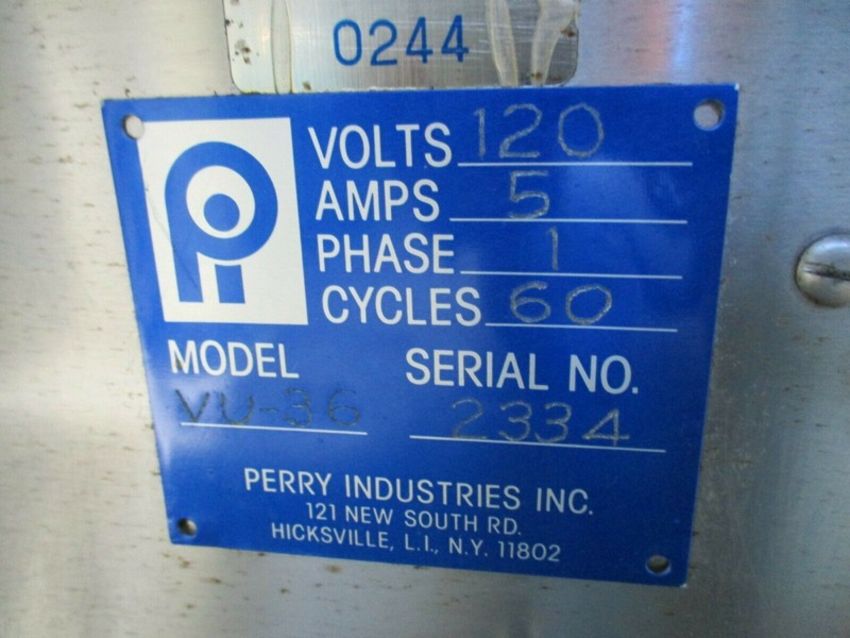 0244
VOLTS 120
AMPS 5
PHASE 1
CYCLES 60
MODEL SERIAL NO.
VU-36 2334
PERRY INDUSTRIES INC.
121 NEW SOUTH RD.
HICKSVILLE, L.I., N.Y. 11802